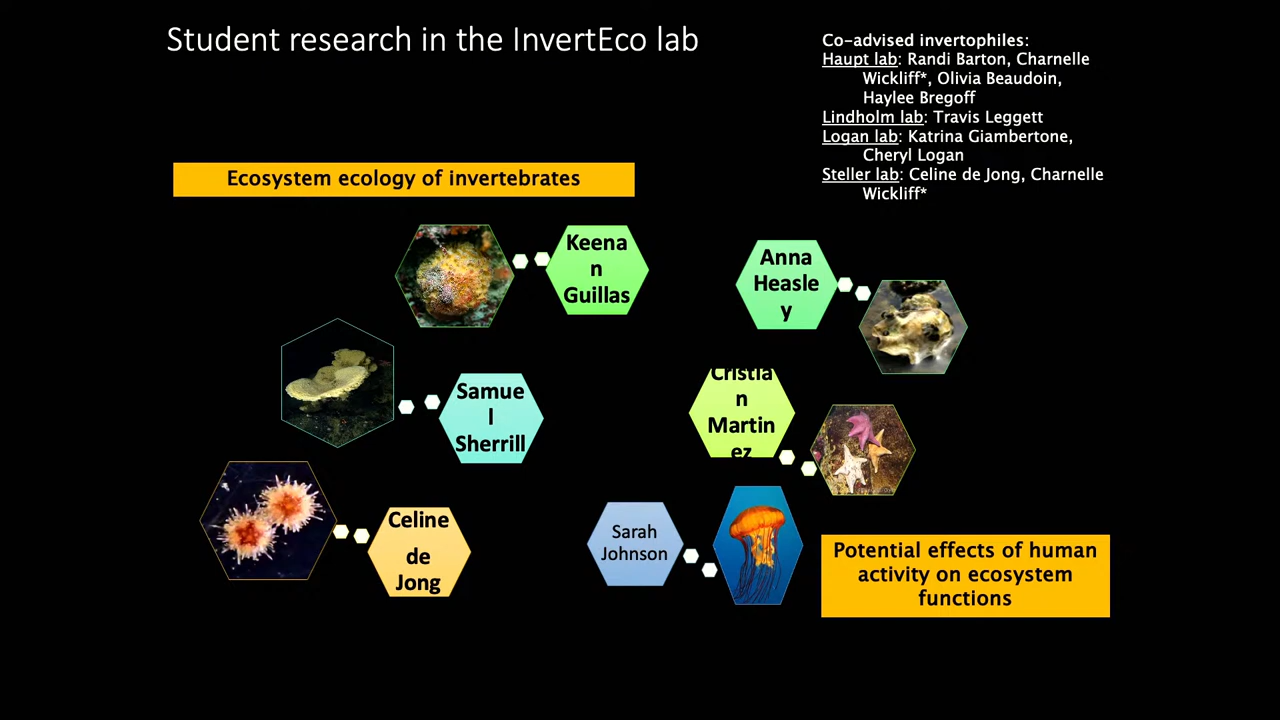 Student research in the InvertEco lab
Co-advised invertophiles:
Haupt lab: Randi Barton, Charnelle
Wickliff*, Olivia Beaudoin,
Haylee Bregoff
Lindholm lab: Travis Leggett
Logan lab: Katrina Giambertone,
Cheryl Logan
Steller lab: Celine de Jong, Charnelle
Wickliff*
Ecosystem ecology of invertebrates
Keena
n
Guillas
Anna
Heasle
y
Samue
l
Sherrill
Cristia
n
Martin
ez
Celine
de
Jong
Sarah
Johnson
Potential effects of human
activity on ecosystem
functions